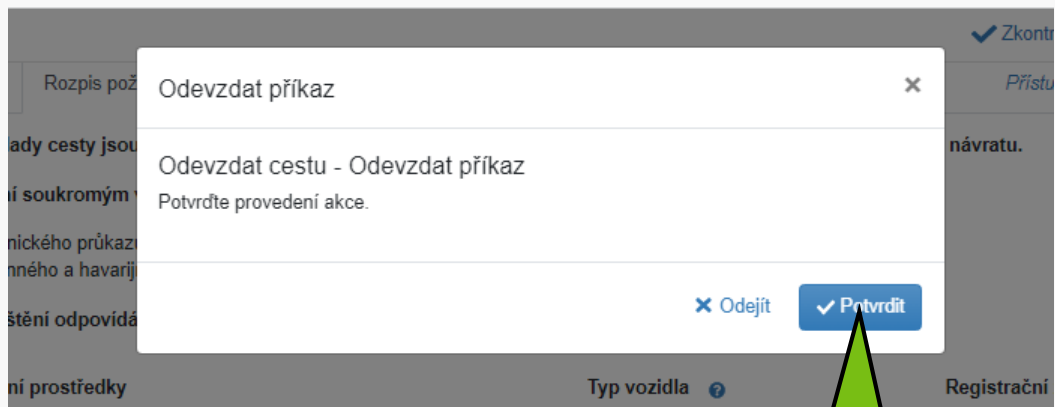 Zkontr
Rozpis pož
Přístu
Odevzdat příkaz
lady cesty jsou
návratu.
Odevzdat cestu - Odevzdat příkaz
ní soukromým v
Potvrďte provedení akce.
nického průkazu
nného a havarij
Odejít
Potvrdit
štění odpovídá
ní prostředky
Typ vozidla
Registrační